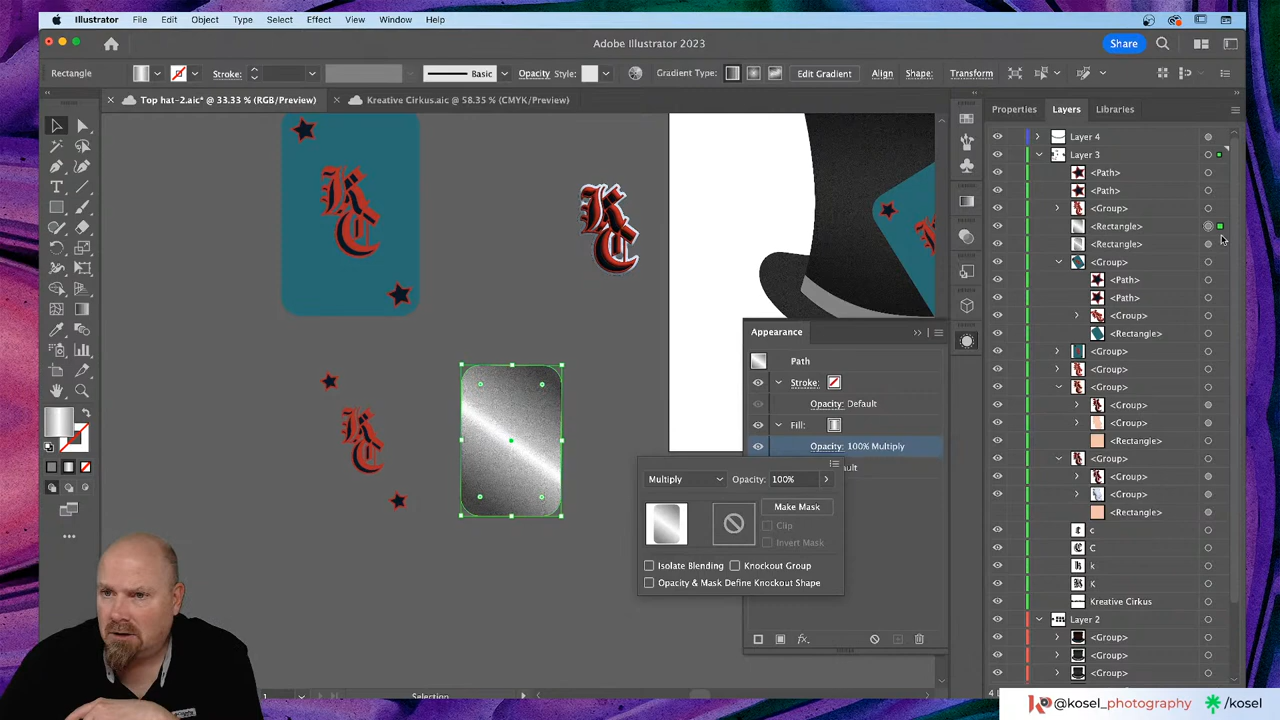 Illustrator File Edit Object Type Select Effect View Window Help
Adobe Illustrator 2023
Share
Rectangle
Stroke:
Basic
Opacity
Style:
Gradient Type:
Edit Gradient
Align
Shape:
Transform
Top hat-2.aic* @ 33.33 % (RGB/Preview)
Kreative Cirkus.aic @ 58.35 % (CMYK/Preview)
Properties
Layers
Libraries
Layer 4
Layer 3
<Path>
<Path>
<Group>
<Rectangle>
<Rectangle>
<Group>
<Path>
<Path>
<Group>
<Rectangle>
<Group>
<Group>
<Group>
<Group>
<Group>
<Rectangle>
<Group>
<Group>
<Group>
<Rectangle>
c
C
k
K
Kreative Cirkus
Layer 2
<Group>
<Group>
<Group>
KC
KC
KC
Appearance
Path
Stroke:
Opacity: Default
Fill:
Opacity: 100% Multiply
Multiply
Opacity: 100%
Make Mask
Clip
Invert Mask
Isolate Blending
Knockout Group
Opacity & Mask Define Knockout Shape
fx
Selection
@kosel_photography
/kosel